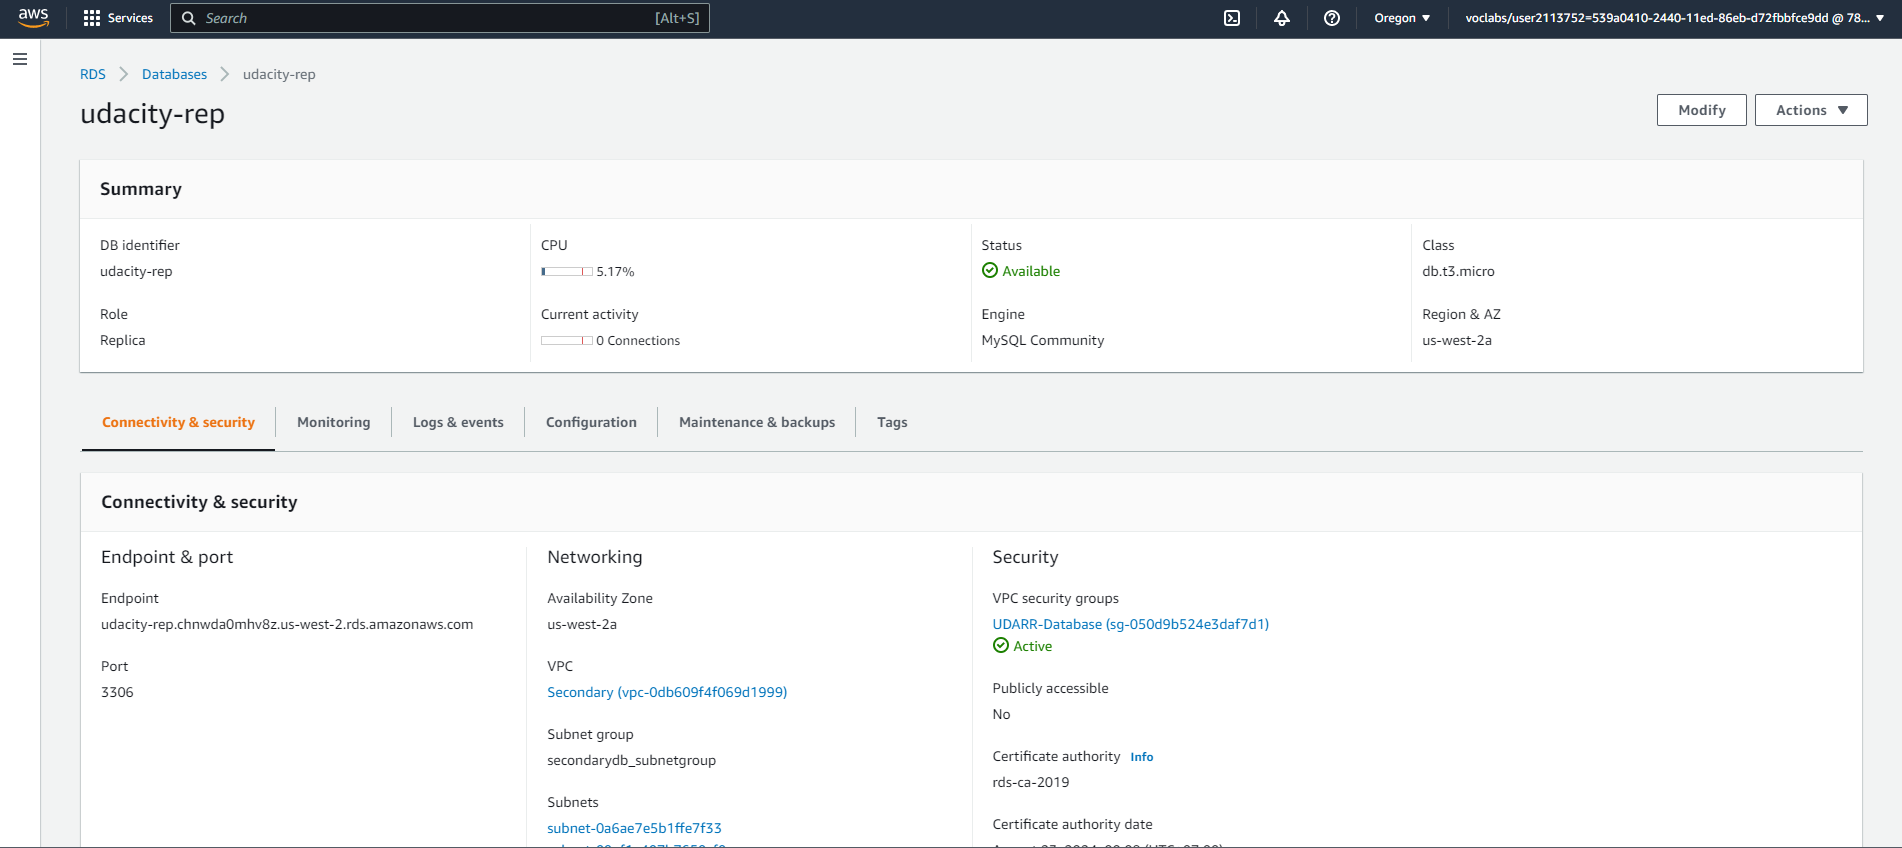 aws
Services
Search
[Alt+S]
Oregon
voclabs/user2113752=539a0410-2440-11ed-86eb-d72fbbfce9dd @ 78...
RDS
Databases
udacity-rep
udacity-rep
Modify
Actions
Summary
DB identifier
udacity-rep
CPU
5.17%
Status
Available
Class
db.t3.micro
Role
Replica
Current activity
0 Connections
Engine
MySQL Community
Region & AZ
us-west-2a
Connectivity & security
Monitoring
Logs & events
Configuration
Maintenance & backups
Tags
Connectivity & security
Endpoint & port
Endpoint
udacity-rep.chnwda0mhv8z.us-west-2.rds.amazonaws.com
Port
3306
Networking
Availability Zone
us-west-2a
VPC
Secondary (vpc-0db609f4f069d1999)
Subnet group
secondarydb_subnetgroup
Subnets
subnet-0a6ae7e5b1ffe7f33
Security
VPC security groups
UDARR-Database (sg-050d9b524e3daf7d1)
Active
Publicly accessible
No
Certificate authority
Info
rds-ca-2019
Certificate authority date